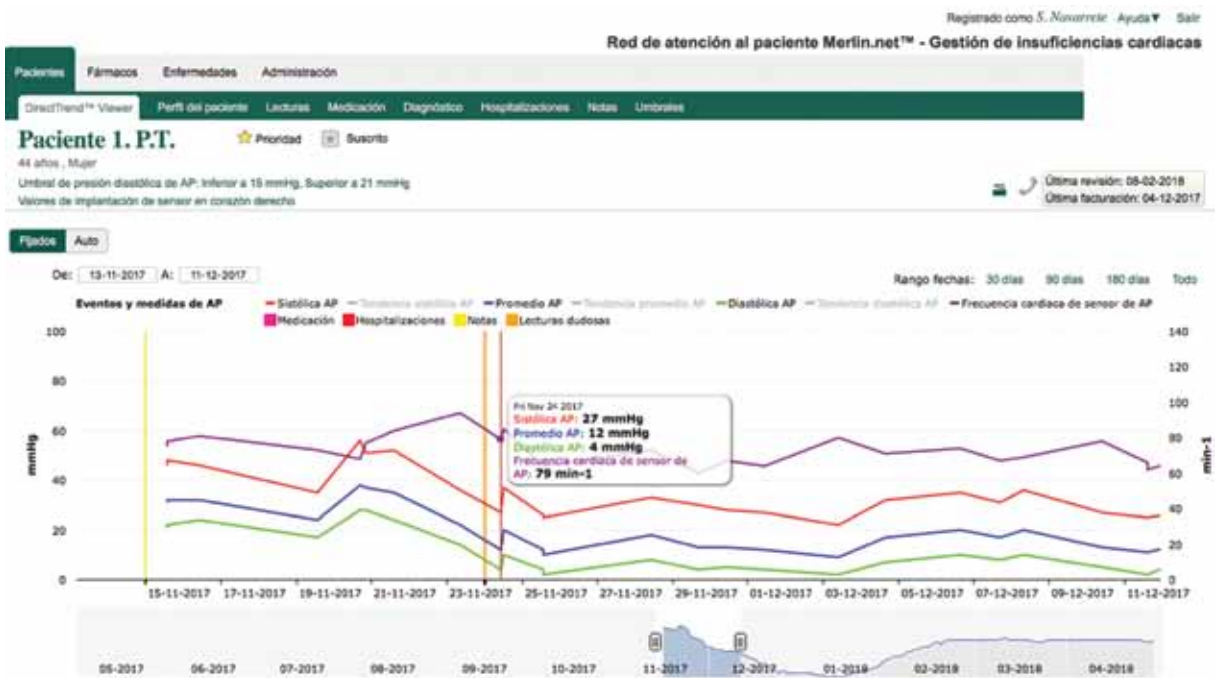 Registrado como S. Navarrete Ayuda▼ Salir
Red de atención al paciente Merlin.net™ - Gestión de insuficiencias cardiacas
Pacientes Fármacos Enfermedades Administración
DirectTrend™ Viewer Perfil del paciente Lecturas Medicación Diagnóstico Hospitalizaciones Notas Umbrales
Paciente 1. P.T. Prioridad Suscrito
44 años , Mujer
Umbral de presión diastólica de AP: Inferior a 15 mmHg, Superior a 21 mmHg
Valores de implantación de sensor en corazón derecho
Última revisión: 08-02-2018
Última facturación: 04-12-2017
Fijados Auto
De: 13-11-2017 A: 11-12-2017
Rango fechas: 30 días 90 días 180 días Todo
Eventos y medidas de AP
Sistólica AP Tendencia sistólica AP Promedio AP Tendencia promedio AP Diastólica AP Tendencia diastólica AP Frecuencia cardiaca de sensor de AP
Medicación Hospitalizaciones Notas Lecturas dudosas
100 80 60 40 20 0
mmHg
140 120 100 80 60 40 20 0
min-1
Fri Nov 24 2017
Sistólica AP: 27 mmHg
Promedio AP: 12 mmHg
Diastólica AP: 4 mmHg
Frecuencia cardiaca de sensor de
AP: 79 min-1
15-11-2017 17-11-2017 19-11-2017 21-11-2017 23-11-2017 25-11-2017 27-11-2017 29-11-2017 01-12-2017 03-12-2017 05-12-2017 07-12-2017 09-12-2017 11-12-2017
05-2017 06-2017 07-2017 08-2017 09-2017 10-2017 11-2017 12-2017 01-2018 02-2018 03-2018 04-2018